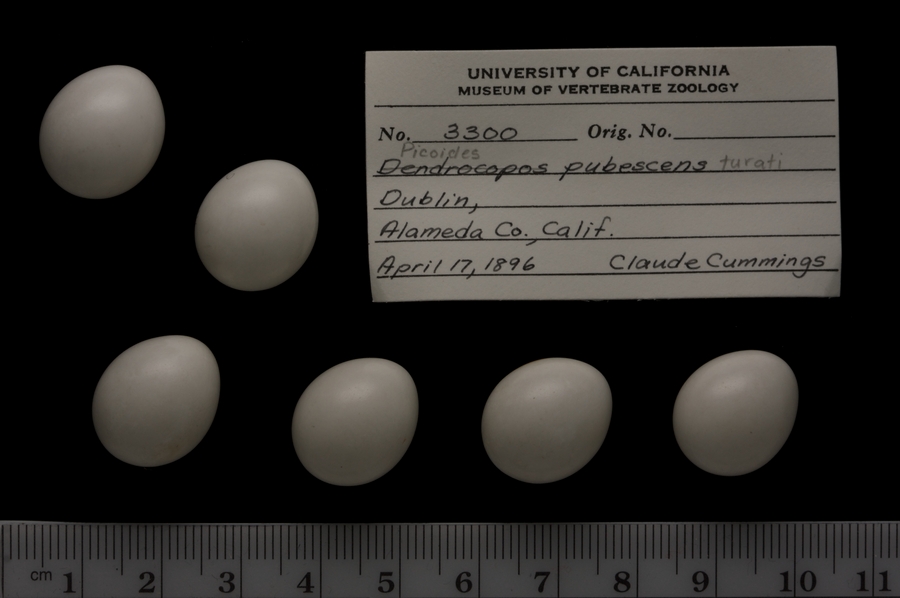 UNIVERSITY OF CALIFORNIA
MUSEUM OF VERTEBRATE ZOOLOGY
No. 3300 Orig. No.
Picoides
Dendrocopos pubescens turati
Dublin,
Alameda Co., Calif.
April 17, 1896 Claude Cummings
cm 1 2 3 4 5 6 7 8 9 10 11